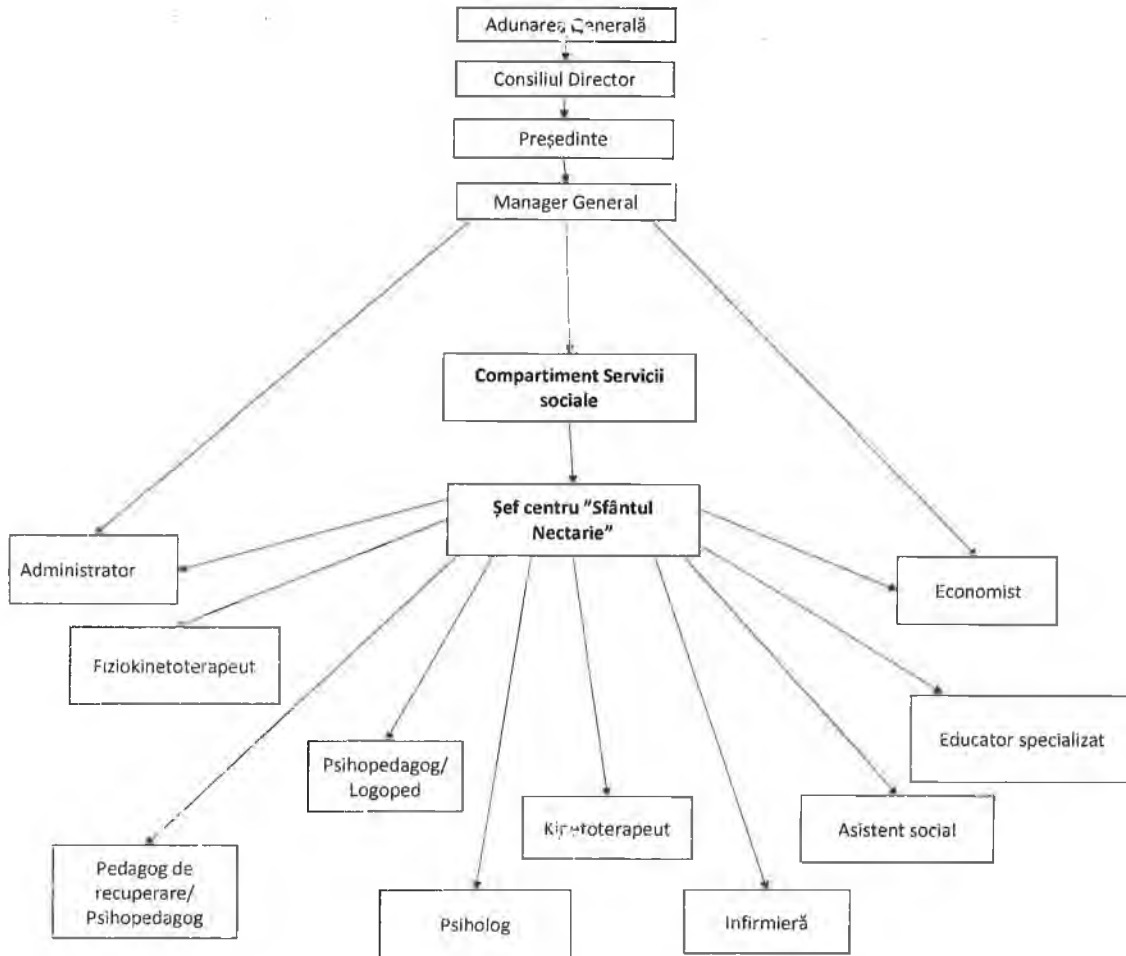 Adunarea Generală
Consiliul Director
Președinte
Manager General
Compartiment Servicii
sociale
Șef centru "Sfântul
Nectarie"
Administrator
Economist
Fiziokinetoterapeut
Educator specializat
Psihopedagog/
Logoped
Kinetoterapeut
Asistent social
Pedagog de
recuperare/
Psihopedagog
Psiholog
Infirmieră